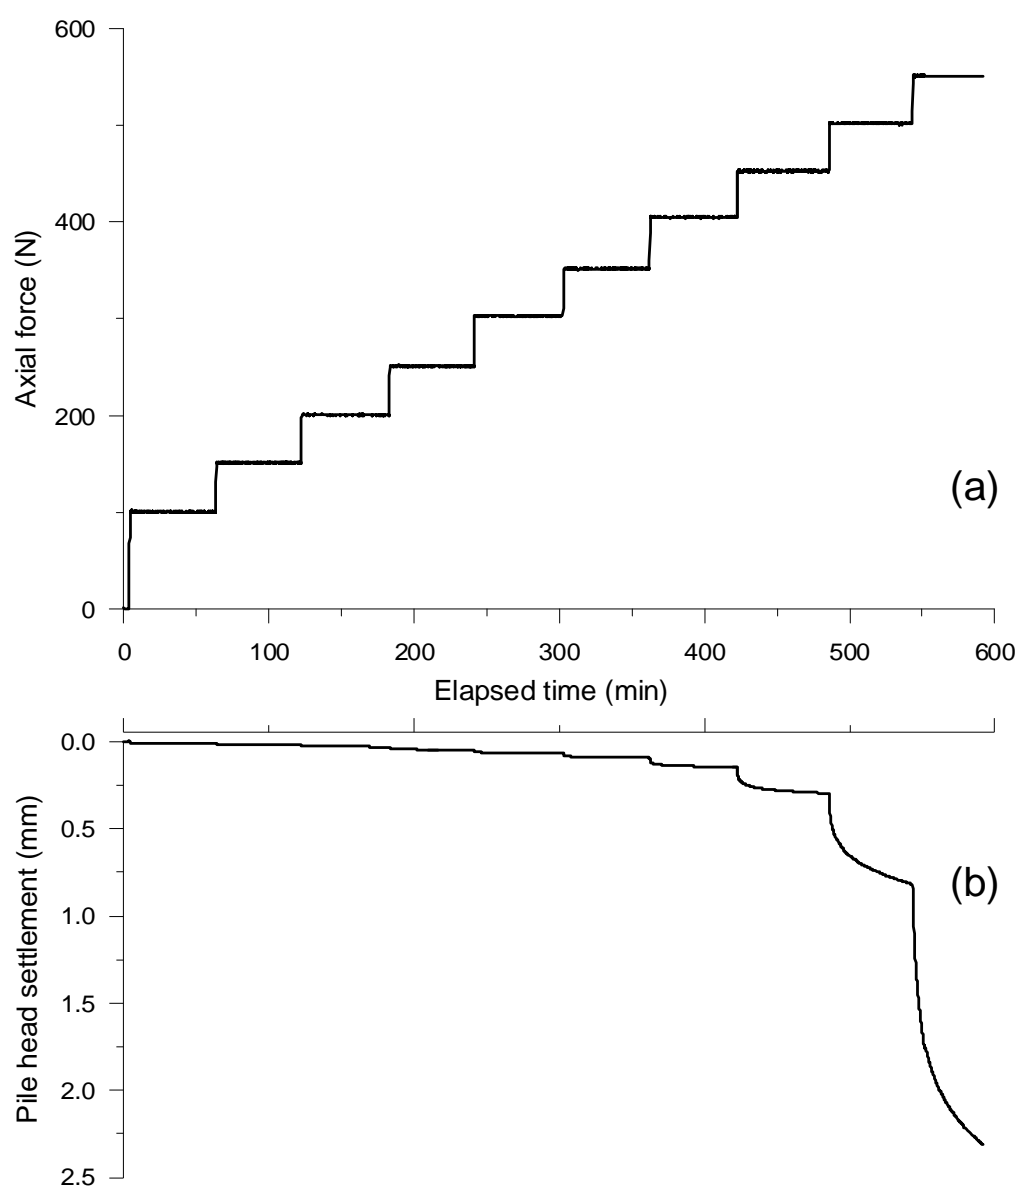 600
400
200
0
Axial force (N)
(a)
0 100 200 300 400 500 600
Elapsed time (min)
0.0
0.5
1.0
1.5
2.0
2.5
Pile head settlement (mm)
(b)